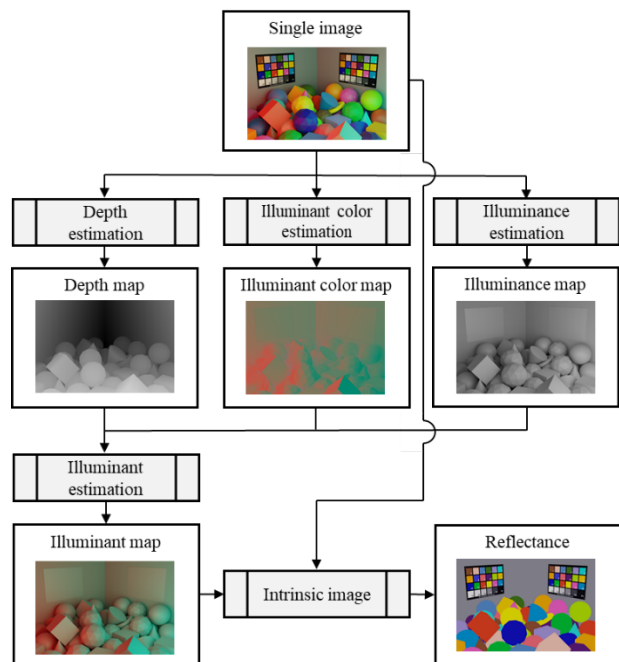 Single image
Depth
estimation
Illuminant color
estimation
Illuminance
estimation
Depth map
Illuminant color map
Illuminance map
Illuminant
estimation
Illuminant map
Intrinsic image
Reflectance